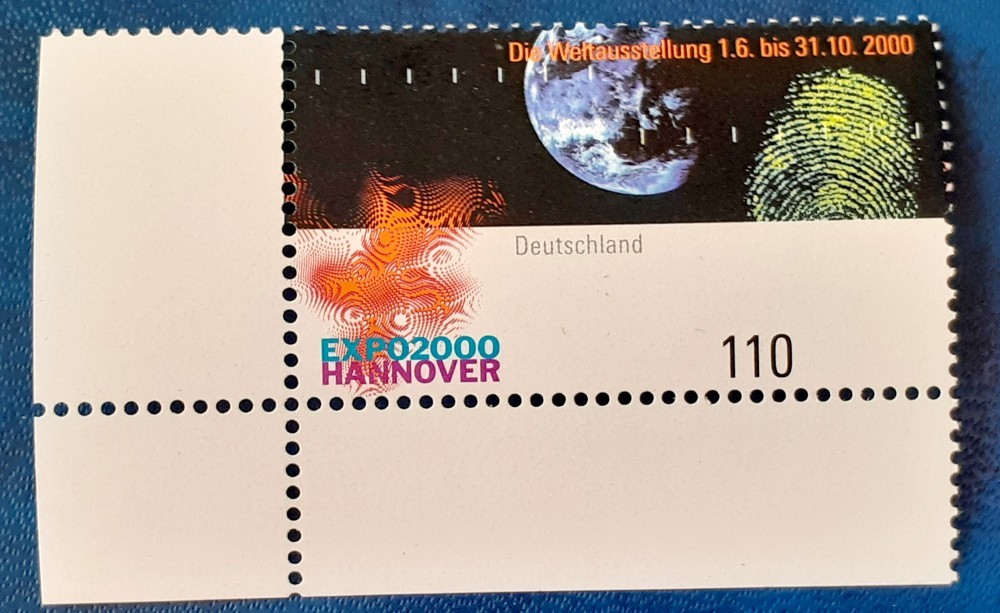 Die Weltausstellung 1.6. bis 31.10. 2000
Deutschland
EXPO2000
HANNOVER
110